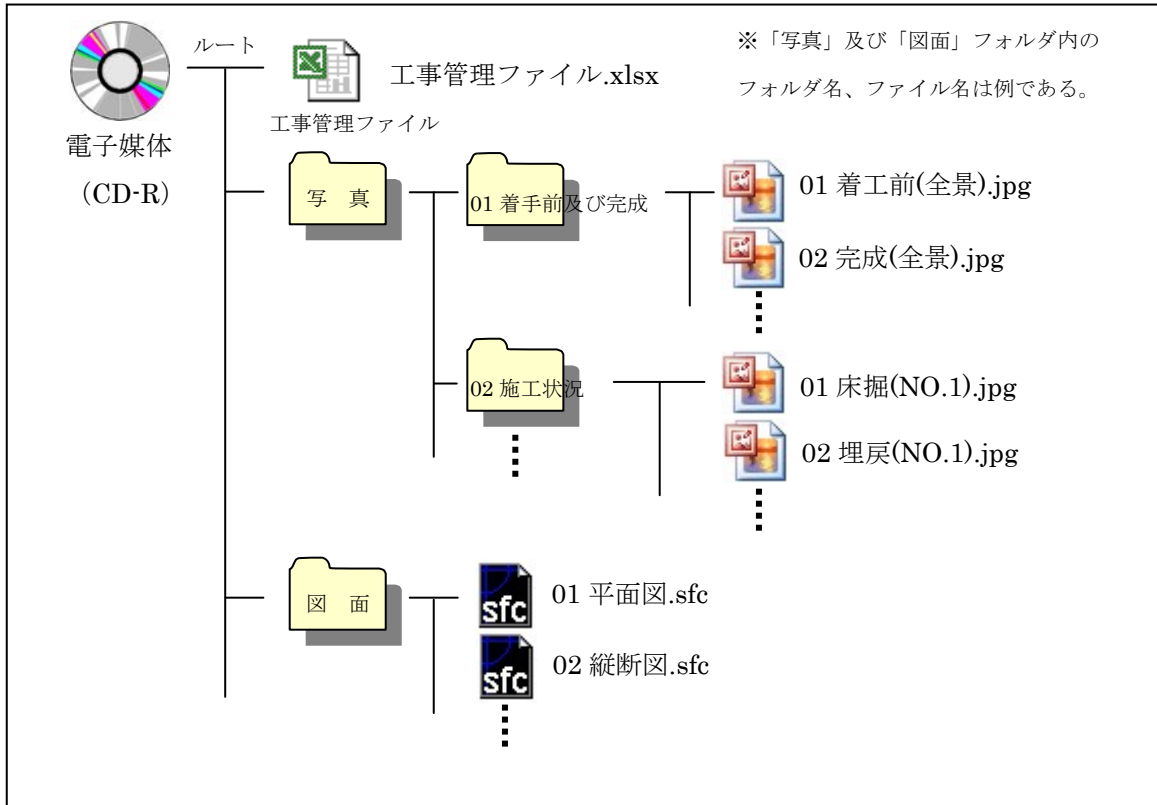 ルート
※「写真」及び「図面」フォルダ内の
フォルダ名、ファイル名は例である。
工事管理ファイル.xlsx
工事管理ファイル
電子媒体
(CD-R)
写 真
01 着手前及び完成
01 着工前(全景).jpg
02 完成(全景).jpg
02 施工状況
01 床掘(NO.1).jpg
02 埋戻(NO.1).jpg
図 面
sfc
01 平面図.sfc
sfc
02 縦断図.sfc